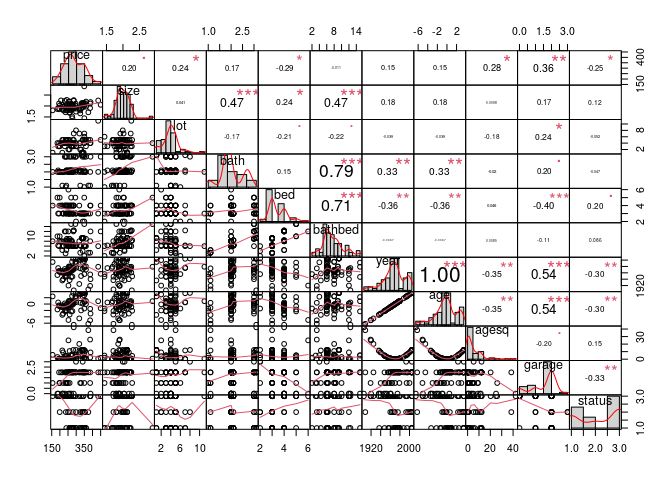 1.5 2.5 1.0 2.5 2 8 14 -6 -2 2 0.0 1.5 3.0
price 0.20 . 0.24 * 0.17 -0.29 * 0.15 0.15 0.28 * 0.36 ** -0.25 * 150 400
size 0.041 0.47 *** 0.24 * 0.47 *** 0.18 0.18 0.17 0.12
1.5 lot -0.17 -0.21 . -0.22 . -0.18 0.24 * 2 8
1.0 3.0 bath 0.15 0.79 *** 0.33 ** 0.33 ** 0.20 .
bed 0.71 *** -0.36 ** -0.36 ** -0.40 *** 0.20 . 2 4 6
2 10 bathbed -0.11 0.060
year 1.00 *** -0.35 ** 0.54 *** -0.30 ** 1920
-6 0 age -0.35 ** 0.54 *** -0.30 **
agesq -0.20 . 0.15 0 30
0.0 2.5 garage -0.33 **
status 1.0 3.0
150 350 2 6 10 2 4 6 1920 2000 0 20 40 1.0 2.0 3.0